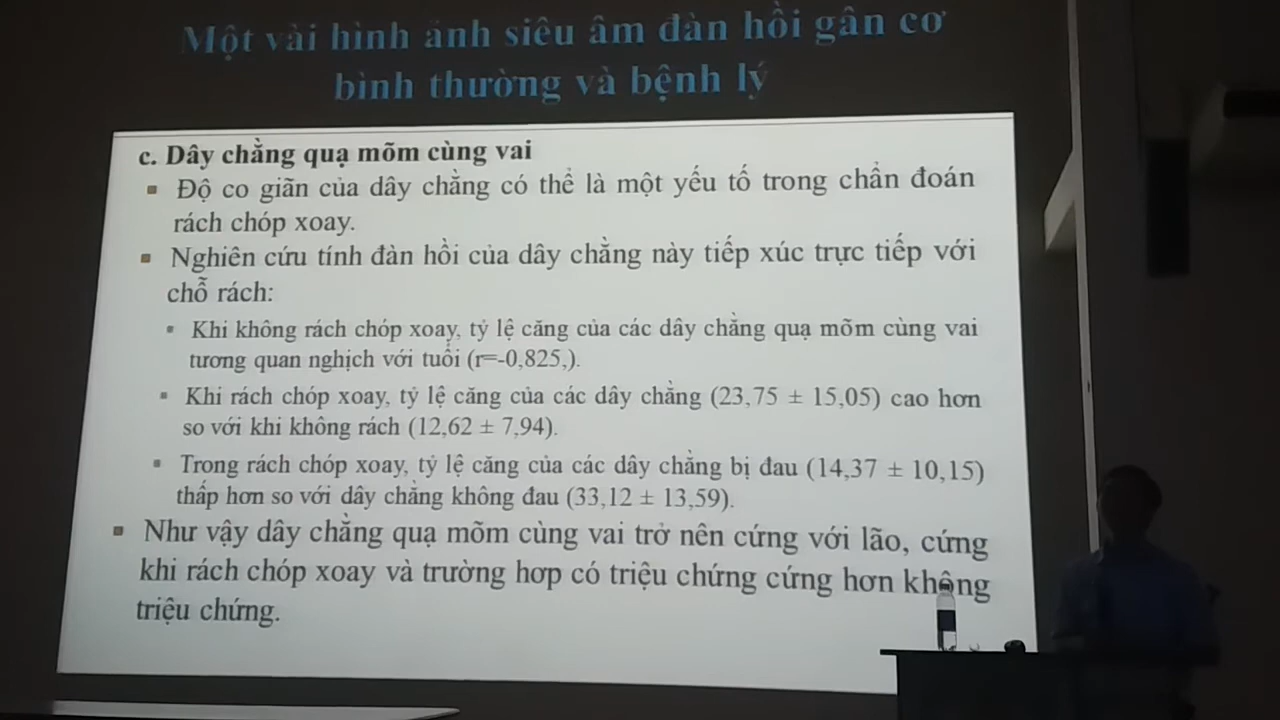 Một vài hình ảnh siêu âm đàn hồi gân cơ
bình thường và bệnh lý
c. Dây chằng quạ mỏm cùng vai
▪ Độ co giãn của dây chằng có thể là một yếu tố trong chẩn đoán
rách chóp xoay.
▪ Nghiên cứu tính đàn hồi của dây chằng này tiếp xúc trực tiếp với
chỗ rách:
▪ Khi không rách chóp xoay, tỷ lệ căng của các dây chằng quạ mõm cùng vai
tương quan nghịch với tuổi (r=-0,825,).
▪ Khi rách chóp xoay, tỷ lệ căng của các dây chằng (23,75 ± 15,05) cao hơn
so với khi không rách (12,62 ± 7,94).
▪ Trong rách chóp xoay, tỷ lệ căng của các dây chằng bị đau (14,37 ± 10,15)
thấp hơn so với dây chằng không đau (33,12 ± 13,59).
▪ Như vậy dây chằng quạ mõm cùng vai trở nên cứng với lão, cứng
khi rách chóp xoay và trường hơp có triệu chứng cứng hơn không
triệu chứng.